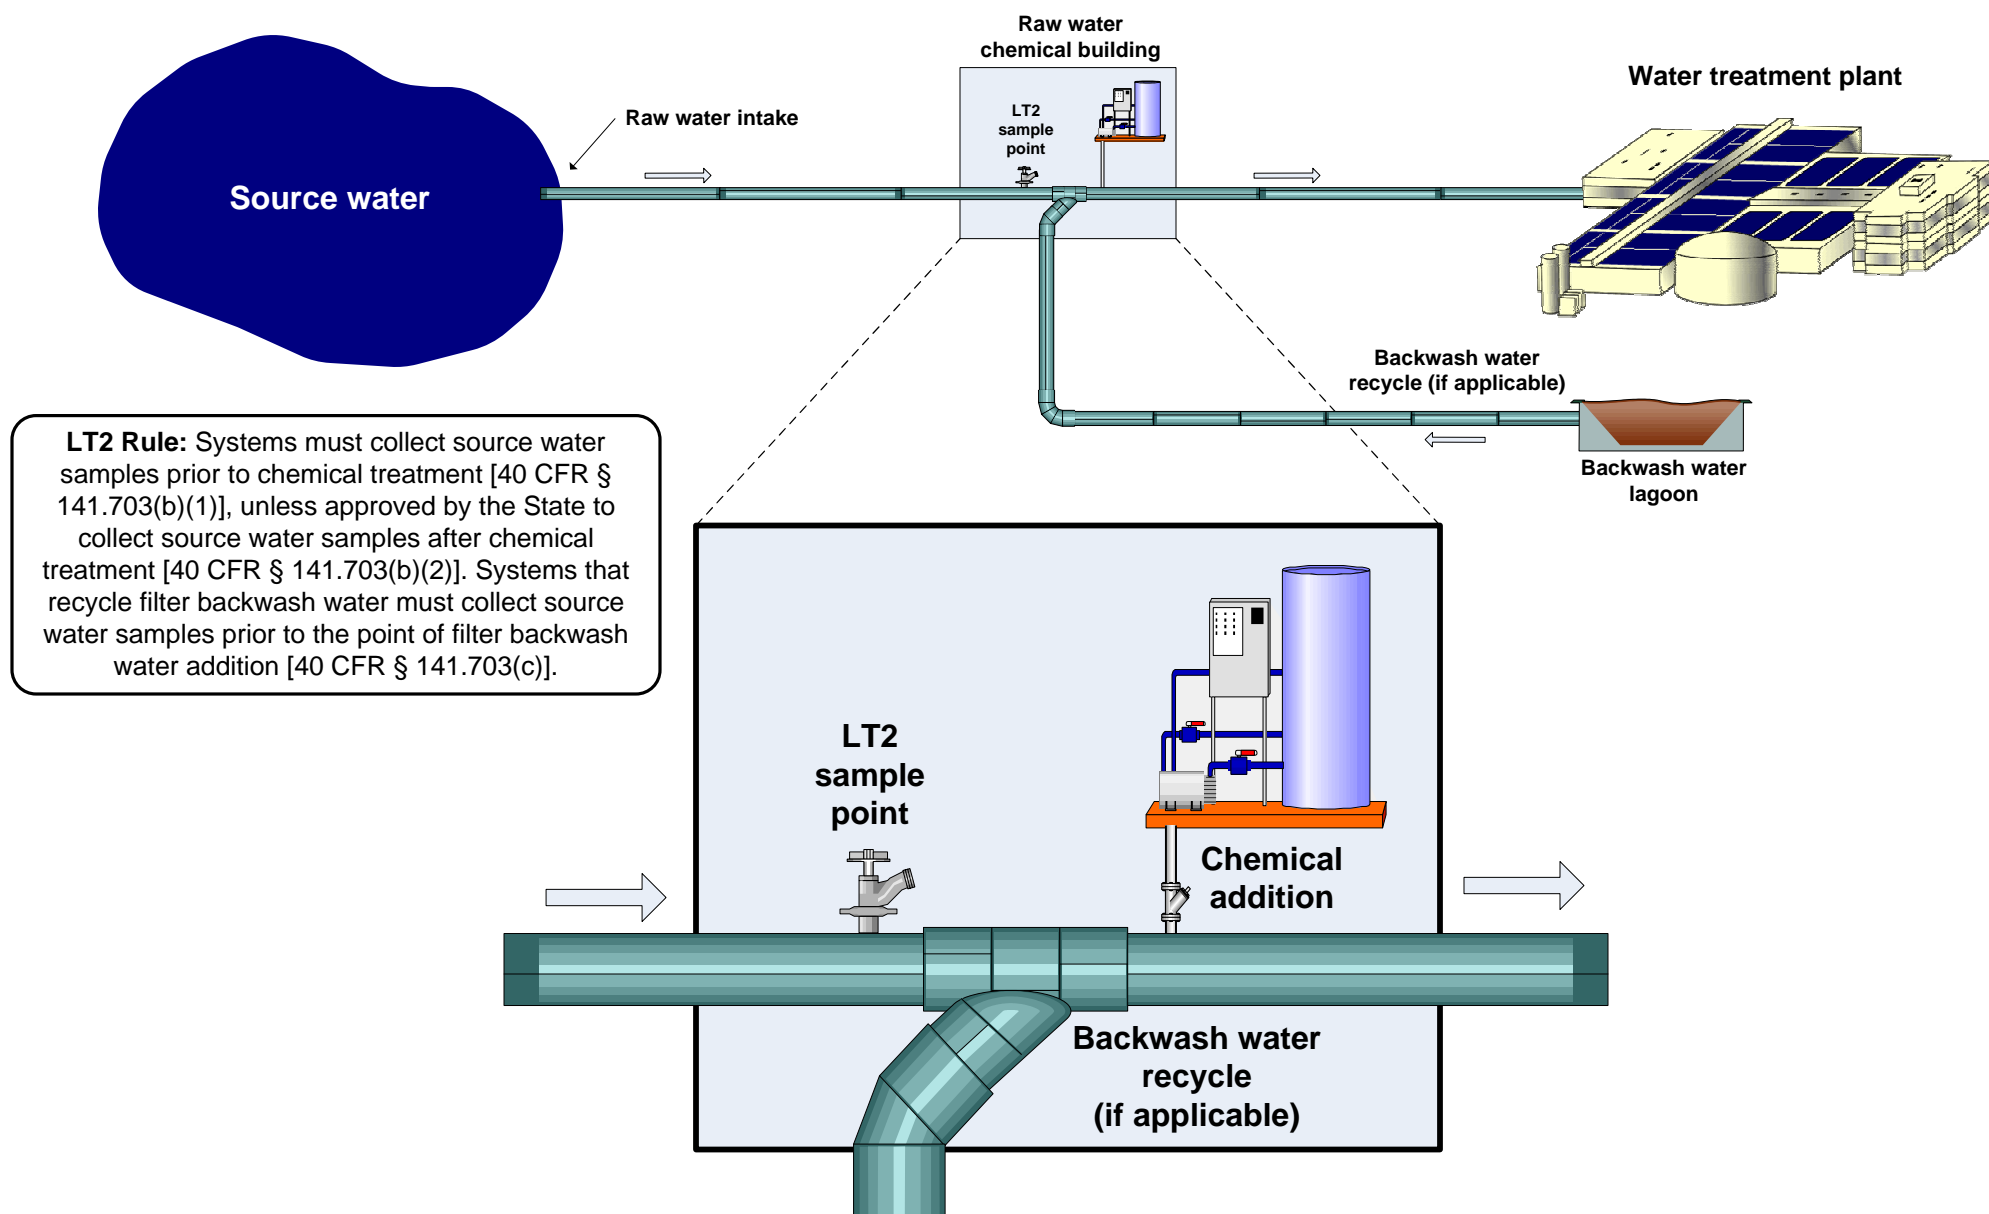 Raw water
chemical building
Water treatment plant
Raw water intake
LT2
sample
point
Source water
Backwash water
recycle (if applicable)
Backwash water
lagoon
LT2 Rule: Systems must collect source water
samples prior to chemical treatment [40 CFR §
141.703(b)(1)], unless approved by the State to
collect source water samples after chemical
treatment [40 CFR § 141.703(b)(2)]. Systems that
recycle filter backwash water must collect source
water samples prior to the point of filter backwash
water addition [40 CFR § 141.703(c)].
LT2
sample
point
Chemical
addition
Backwash water
recycle
(if applicable)